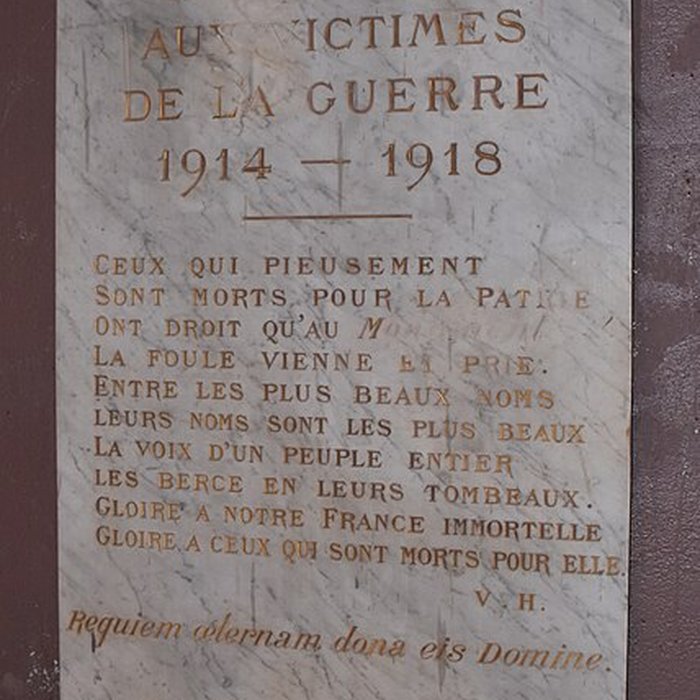 AUX VICTIMES
DE LA GUERRE
1914 — 1918
CEUX QUI PIEUSEMENT
SONT MORTS POUR LA PATRIE
ONT DROIT QU'AU
LA FOULE VIENNE ET PRIE.
ENTRE LES PLUS BEAUX NOMS
LEURS NOMS SONT LES PLUS BEAUX
LA VOIX D'UN PEUPLE ENTIER
LES BERCE EN LEURS TOMBEAUX.
GLOIRE A NOTRE FRANCE IMMORTELLE
GLOIRE A CEUX QUI SONT MORTS POUR ELLE.
V. H.
Requiem œlernam dona eis Domine.